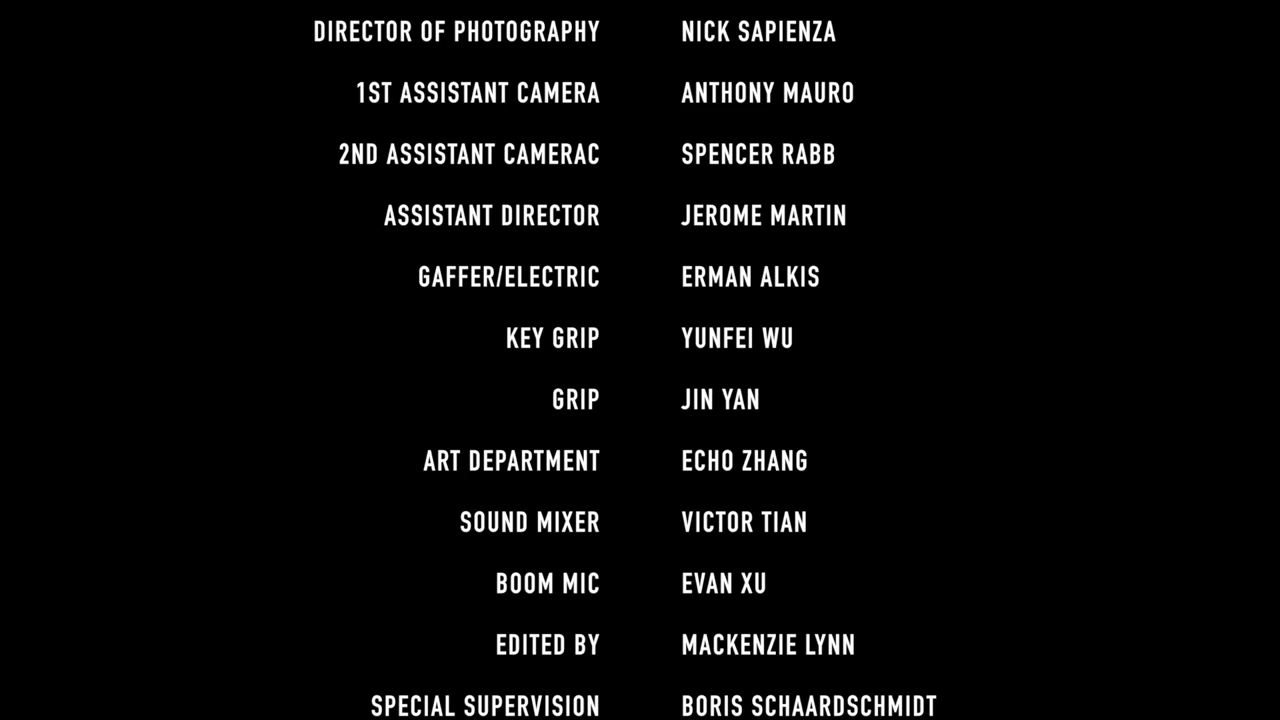 DIRECTOR OF PHOTOGRAPHY NICK SAPIENZA
1ST ASSISTANT CAMERA ANTHONY MAURO
2ND ASSISTANT CAMERAC SPENCER RABB
ASSISTANT DIRECTOR JEROME MARTIN
GAFFER/ELECTRIC ERMAN ALKIS
KEY GRIP YUNFEI WU
GRIP JIN YAN
ART DEPARTMENT ECHO ZHANG
SOUND MIXER VICTOR TIAN
BOOM MIC EVAN XU
EDITED BY MACKENZIE LYNN
SPECIAL SUPERVISION BORIS SCHAARDSCHMIDT